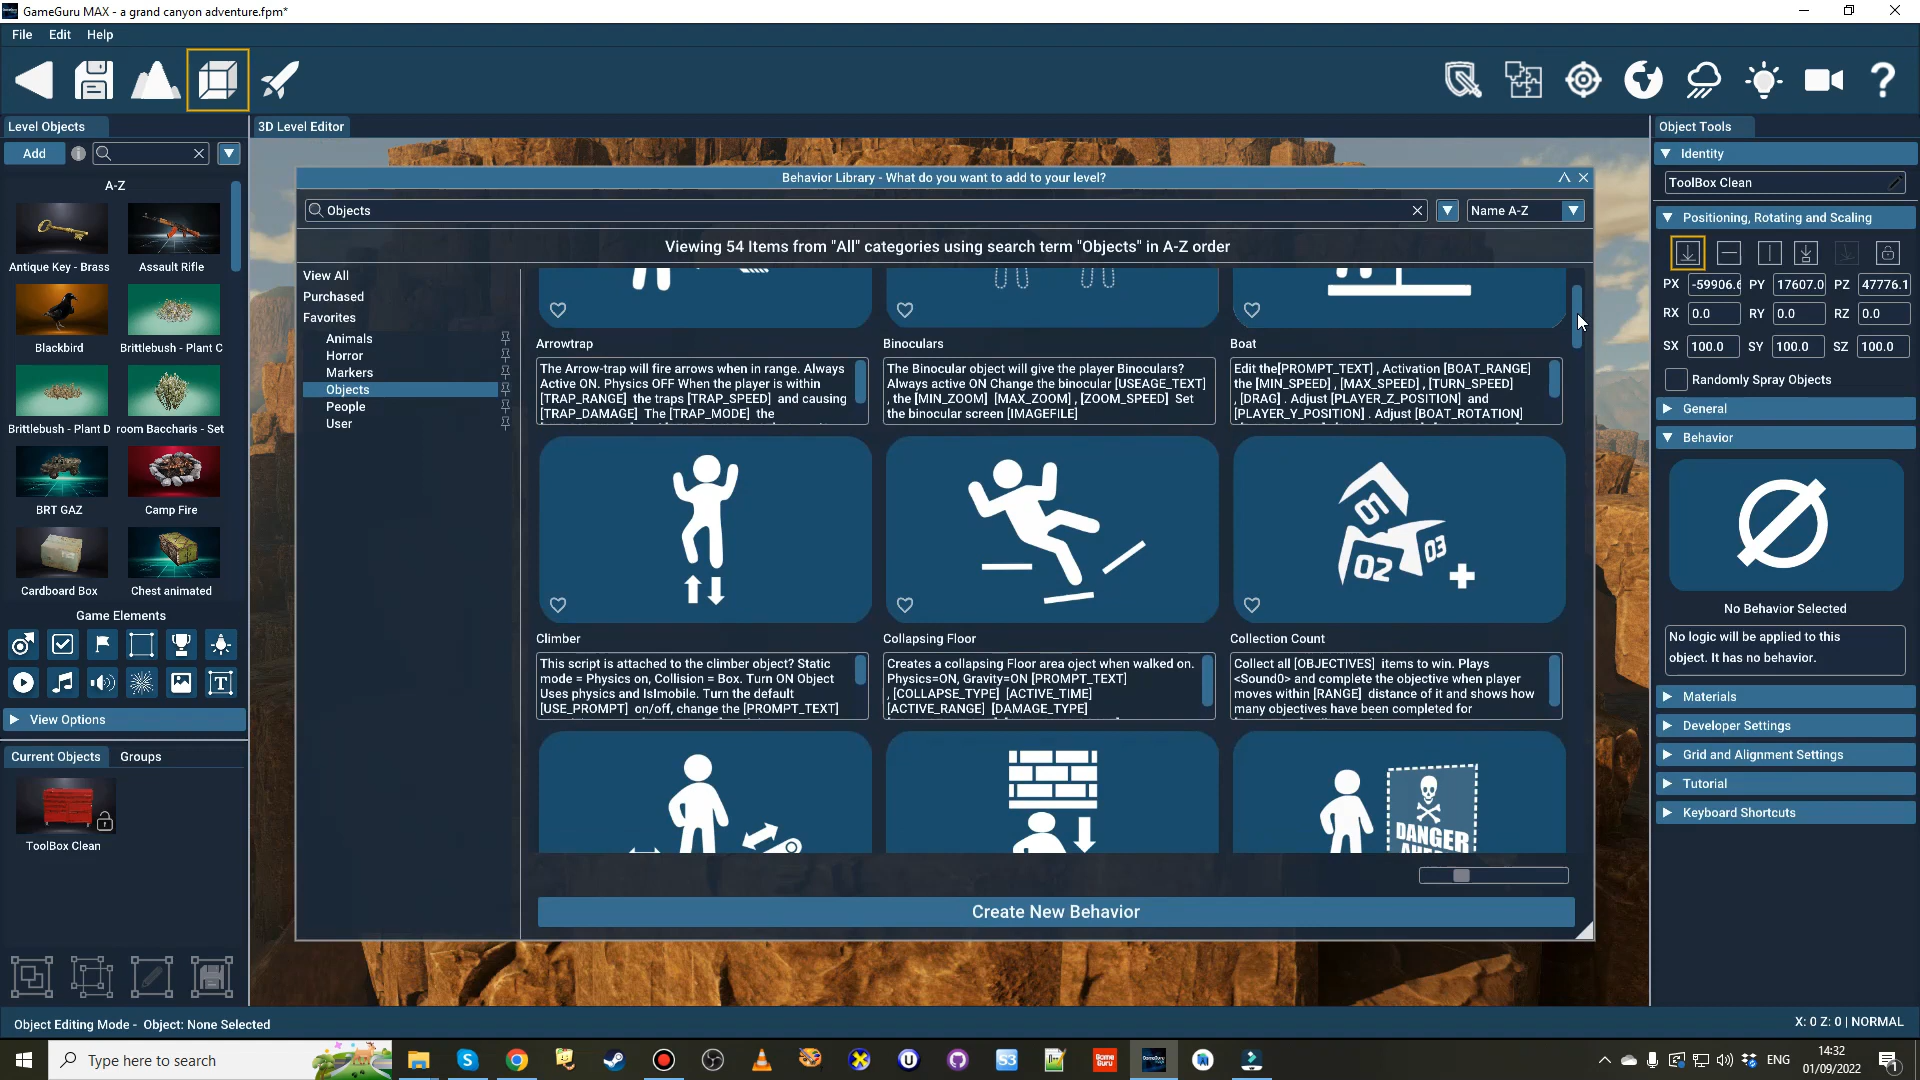 GameGuru MAX - a grand canyon adventure.fpm*
File Edit Help
Level Objects
3D Level Editor
Object Tools
Add
A-Z
Antique Key - Brass
Assault Rifle
Blackbird
Brittlebush - Plant C
Brittlebush - Plant D
room Baccharis - Set
BRT GAZ
Camp Fire
Cardboard Box
Chest animated
Game Elements
View Options
Current Objects
Groups
ToolBox Clean
Behavior Library - What do you want to add to your level?
Objects
Name A-Z
Viewing 54 Items from "All" categories using search term "Objects" in A-Z order
View All
Purchased
Favorites
Animals
Horror
Markers
Objects
People
User
Arrowtrap
The Arrow-trap will fire arrows when in range. Always
Active ON. Physics OFF When the player is within
[TRAP_RANGE] the traps [TRAP_SPEED] and causing
[TRAP_DAMAGE] The [TRAP_MODE] the
Binoculars
The Binocular object will give the player Binoculars?
Always active ON Change the binocular [USEAGE_TEXT]
, the [MIN_ZOOM] [MAX_ZOOM] , [ZOOM_SPEED] Set
the binocular screen [IMAGEFILE]
Boat
Edit the[PROMPT_TEXT] , Activation [BOAT_RANGE]
the [MIN_SPEED] , [MAX_SPEED] , [TURN_SPEED]
, [DRAG] . Adjust [PLAYER_Z_POSITION] and
[PLAYER_Y_POSITION] . Adjust [BOAT_ROTATION]
6
02
03
Climber
This script is attached to the climber object? Static
mode = Physics on, Collision = Box. Turn ON Object
Uses physics and IsImobile. Turn the default
[USE_PROMPT] on/off, change the [PROMPT_TEXT]
Collapsing Floor
Creates a collapsing Floor area oject when walked on.
Physics=ON, Gravity=ON [PROMPT_TEXT]
, [COLLAPSE_TYPE] [ACTIVE_TIME]
[ACTIVE_RANGE] [DAMAGE_TYPE]
Collection Count
Collect all [OBJECTIVES] items to win. Plays
<Sound0> and complete the objective when player
moves within [RANGE] distance of it and shows how
many objectives have been completed for
DANGER
Create New Behavior
Identity
ToolBox Clean
Positioning, Rotating and Scaling
PX -59906.6 PY 17607.0 PZ 47776.1
RX 0.0 RY 0.0 RZ 0.0
SX 100.0 SY 100.0 SZ 100.0
Randomly Spray Objects
General
Behavior
No Behavior Selected
No logic will be applied to this
object. It has no behavior.
Materials
Developer Settings
Grid and Alignment Settings
Tutorial
Keyboard Shortcuts
Object Editing Mode - Object: None Selected
X: 0 Z: 0 | NORMAL
Type here to search
ENG
14:32
01/09/2022